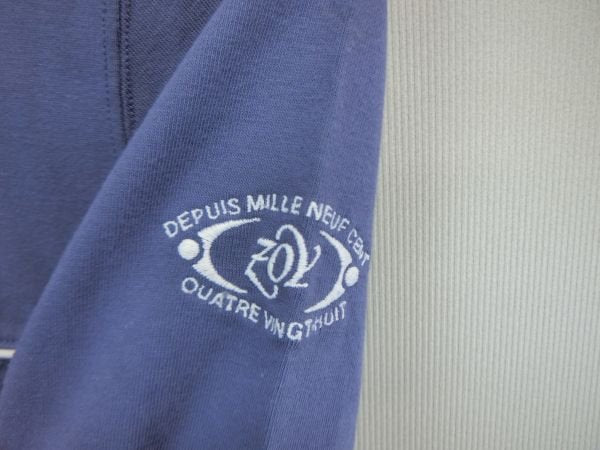 DEPUIS MILLE NEUF CENT
ZOY
QUATRE VINGT HUIT